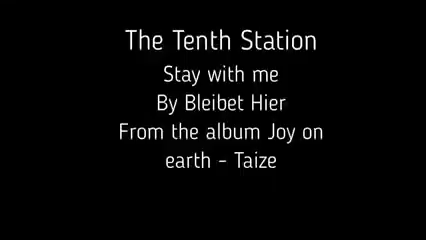 The Tenth Station
Stay with me
By Bleibet Hier
From the album Joy on
earth - Taize